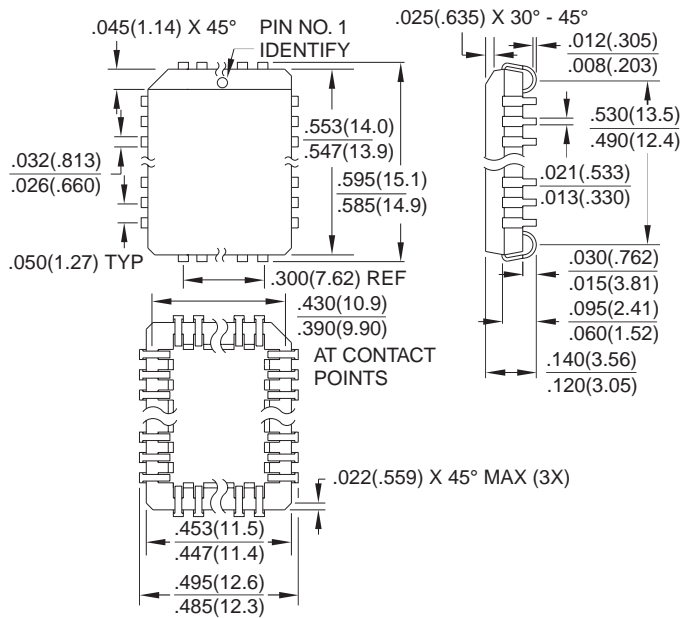 .045(1.14) X 45°
PIN NO. 1
IDENTIFY
.025(.635) X 30° - 45°
.012(.305)
.008(.203)
.553(14.0)
.547(13.9)
.530(13.5)
.490(12.4)
.032(.813)
.026(.660)
.595(15.1)
.585(14.9)
.021(.533)
.013(.330)
.050(1.27) TYP
.300(7.62) REF
.030(.762)
.015(3.81)
.430(10.9)
.390(9.90)
AT CONTACT
POINTS
.095(2.41)
.060(1.52)
.140(3.56)
.120(3.05)
.022(.559) X 45° MAX (3X)
.453(11.5)
.447(11.4)
.495(12.6)
.485(12.3)